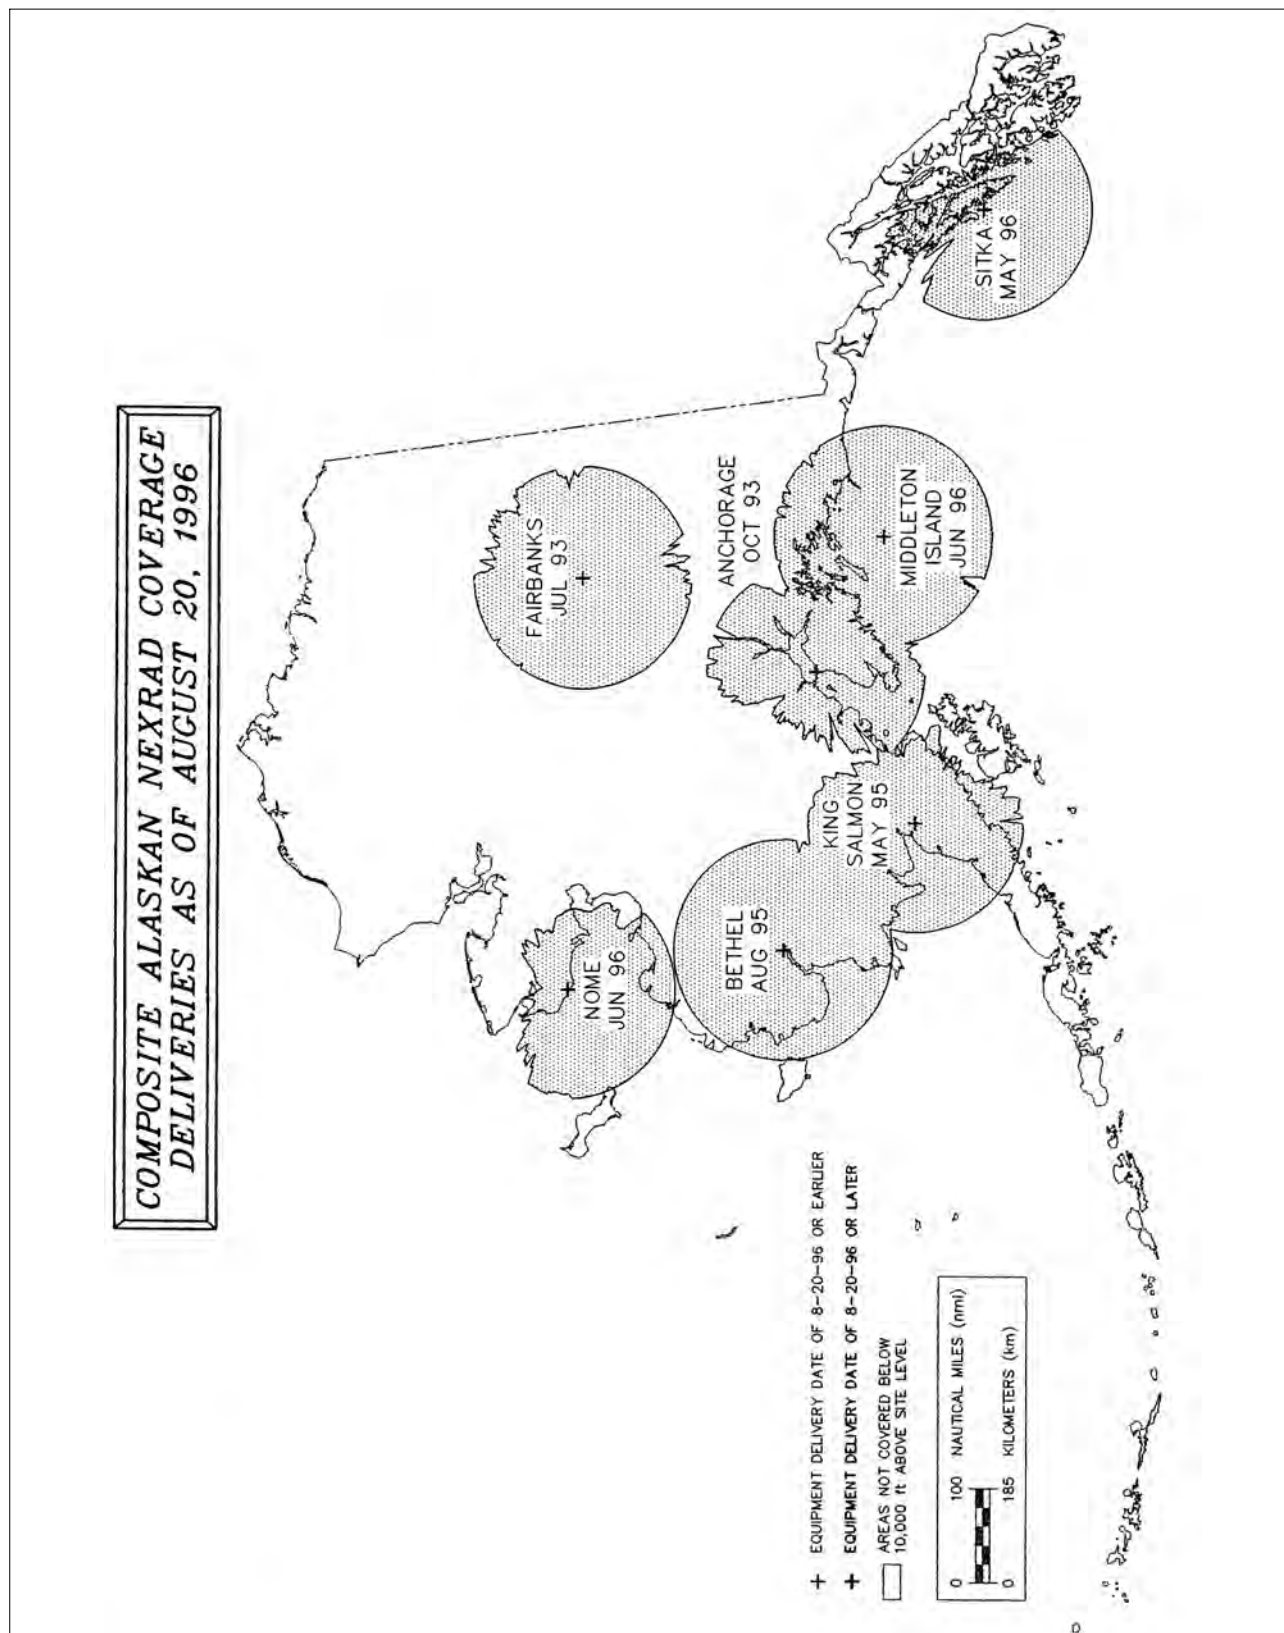 COMPOSITE ALASKAN NEXRAD COVERAGE
DELIVERIES AS OF AUGUST 20, 1996
FAIRBANKS
JUL 93
NOME
JUN 96
ANCHORAGE
OCT 93
BETHEL
AUG 95
KING
SALMON
MAY 95
MIDDLETON
ISLAND
JUN 96
SITKA
MAY 96
EQUIPMENT DELIVERY DATE OF 8-20-96 OR EARLIER
EQUIPMENT DELIVERY DATE OF 8-20-96 OR LATER
AREAS NOT COVERED BELOW
10,000 ft ABOVE SITE LEVEL
0 100 NAUTICAL MILES (nmi)
0 185 KILOMETERS (km)